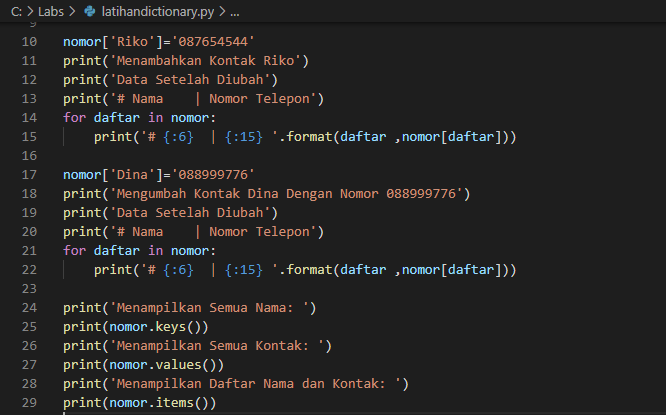 C: > Labs > latihandictionary.py > ...
9
10 nomor['Riko']='087654544'
11 print('Menambahkan Kontak Riko')
12 print('Data Setelah Diubah')
13 print('# Nama    | Nomor Telepon')
14 for daftar in nomor:
15     print('# {:6}  | {:15} '.format(daftar ,nomor[daftar]))
16
17 nomor['Dina']='088999776'
18 print('Mengumbah Kontak Dina Dengan Nomor 088999776')
19 print('Data Setelah Diubah')
20 print('# Nama    | Nomor Telepon')
21 for daftar in nomor:
22     print('# {:6}  | {:15} '.format(daftar ,nomor[daftar]))
23
24 print('Menampilkan Semua Nama: ')
25 print(nomor.keys())
26 print('Menampilkan Semua Kontak: ')
27 print(nomor.values())
28 print('Menampilkan Daftar Nama dan Kontak: ')
29 print(nomor.items())